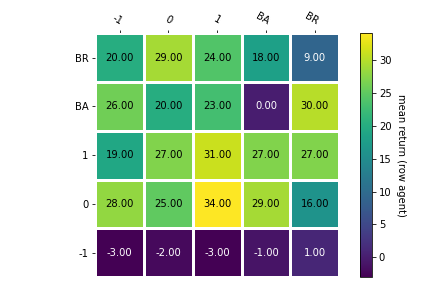 -1 0 1 BA BR
BR 20.00 29.00 24.00 18.00 9.00
BA 26.00 20.00 23.00 0.00 30.00
1 19.00 27.00 31.00 27.00 27.00
0 28.00 25.00 34.00 29.00 16.00
-1 -3.00 -2.00 -3.00 -1.00 1.00
30
25
20
15
10
5
0
mean return (row agent)